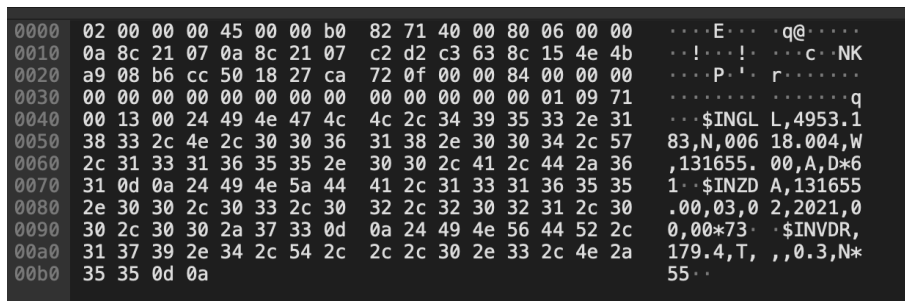 0000 02 00 00 00 45 00 00 b0 82 71 40 00 80 06 00 00 ····E··· ·q@·····
0010 0a 8c 21 07 0a 8c 21 07 c2 d2 c3 63 8c 15 4e 4b ··!···!· ···c··NK
0020 a9 08 b6 cc 50 18 27 ca 72 0f 00 00 84 00 00 00 ····P·'· r·······
0030 00 00 00 00 00 00 00 00 00 00 00 00 00 01 09 71 ········ ·······q
0040 00 13 00 24 49 4e 47 4c 4c 2c 34 39 35 33 2e 31 ···$INGL L,4953.1
0050 38 33 2c 4e 2c 30 30 36 31 38 2e 30 30 34 2c 57 83,N,006 18.004,W
0060 2c 31 33 31 36 35 35 2e 30 30 2c 41 2c 44 2a 36 ,131655. 00,A,D*6
0070 31 0d 0a 24 49 4e 5a 44 41 2c 31 33 31 36 35 35 1··$INZD A,131655
0080 2e 30 30 2c 30 33 2c 30 32 2c 32 30 32 31 2c 30 .00,03,0 2,2021,0
0090 30 2c 30 30 2a 37 33 0d 0a 24 49 4e 56 44 52 2c 0,00*73· ·$INVDR,
00a0 31 37 39 2e 34 2c 54 2c 2c 2c 30 2e 33 2c 4e 2a 179.4,T, ,,0.3,N*
00b0 35 35 0d 0a 55··